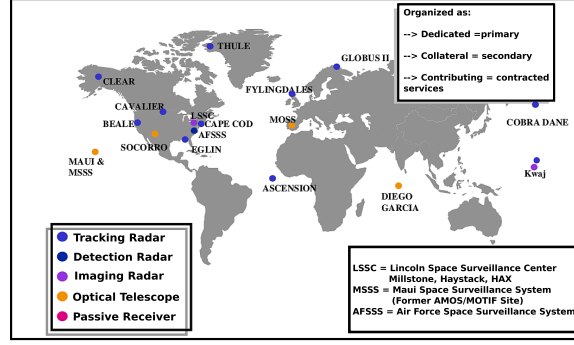 Organized as:
--> Dedicated =primary
--> Collateral = secondary
--> Contributing = contracted
services
THULE
GLOBUS II
CLEAR
FYLINGDALES
CAVALIER
LSSC
BEALE
CAPE COD
MOSS
COBRA DANE
AFSSS
SOCORRO
EGLIN
MAUI &
MSSS
Kwaj
ASCENSION
DIEGO
GARCIA
Tracking Radar
Detection Radar
Imaging Radar
Optical Telescope
Passive Receiver
LSSC = Lincoln Space Surveillance Center
Millstone, Haystack, HAX
MSSS = Maui Space Surveillance System
(Former AMOS/MOTIF Site)
AFSSS = Air Force Space Surveillance System